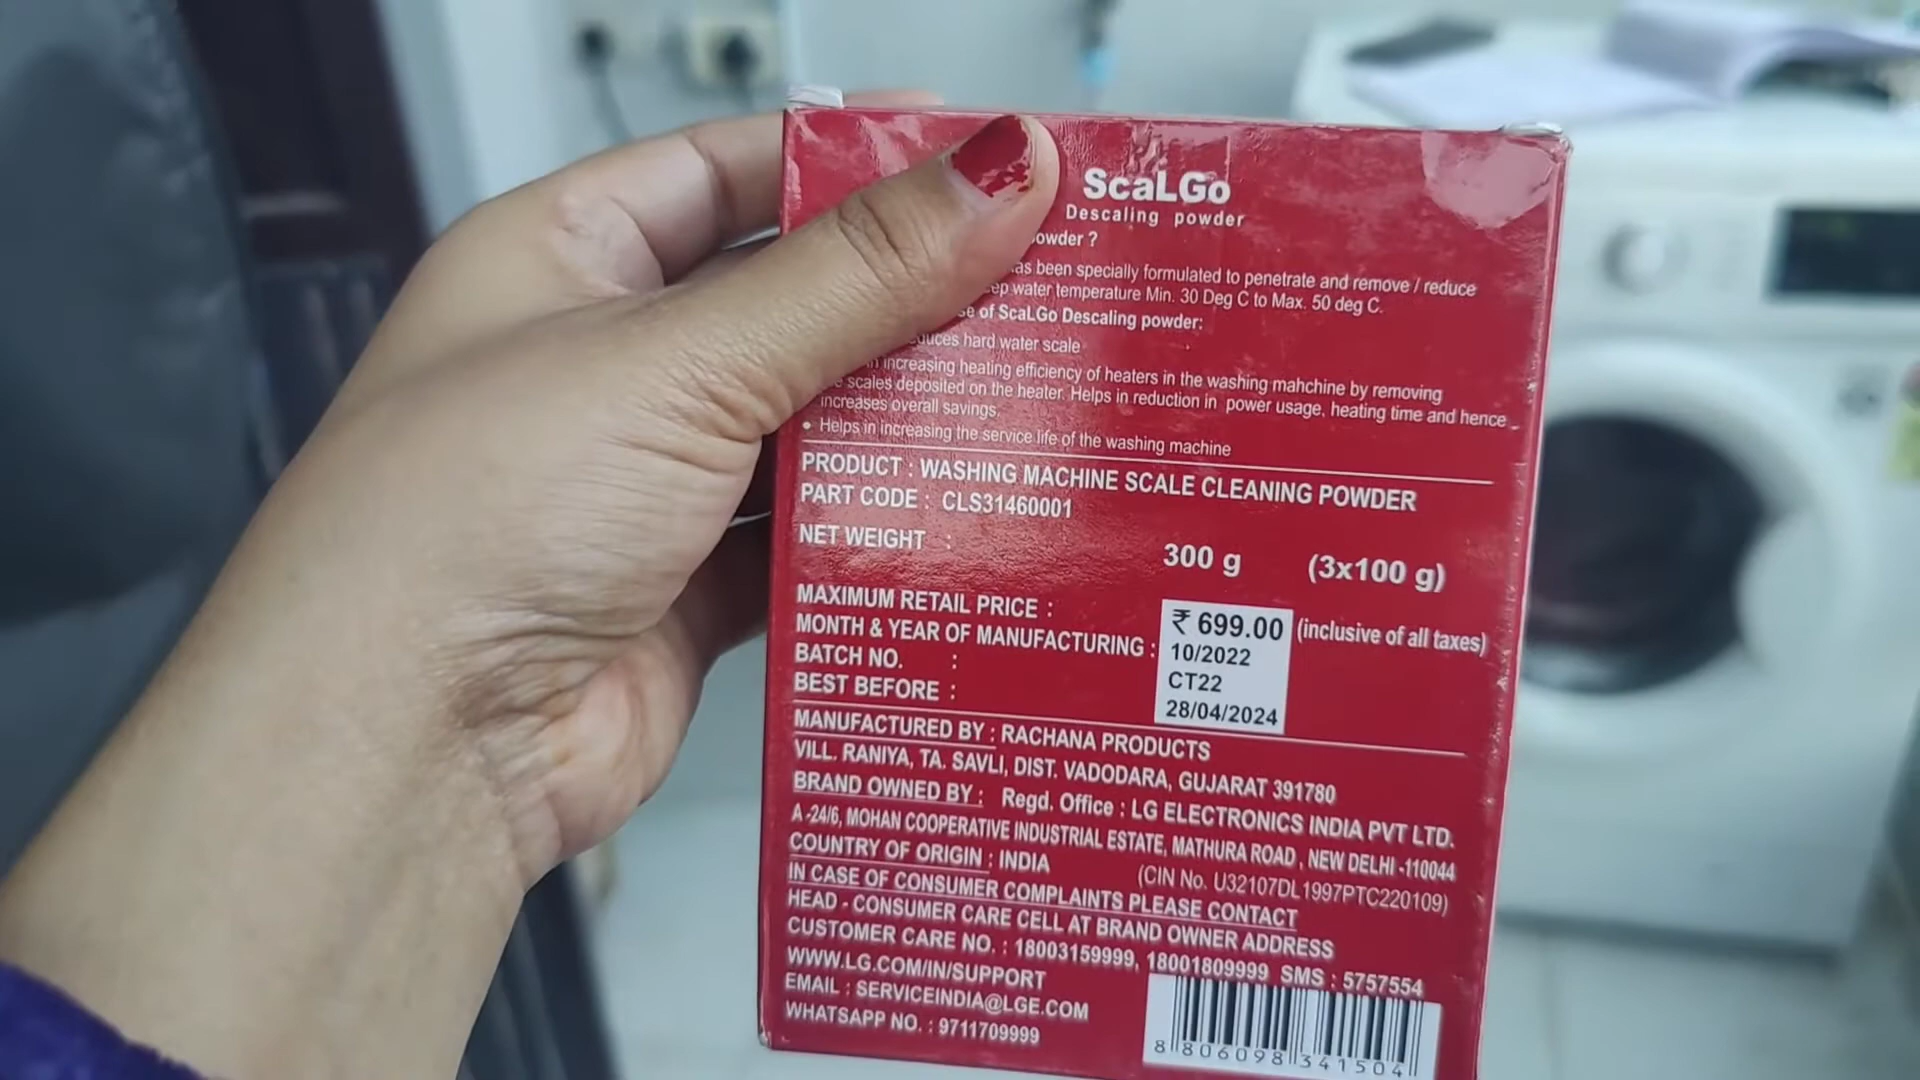 ScaLGo
Descaling powder
owder ?
as been specially formulated to penetrate and remove / reduce
ep water temperature Min. 30 Deg C to Max. 50 deg C.
se of ScaLGo Descaling powder:
duces hard water scale
in increasing heating efficiency of heaters in the washing mahchine by removing
scales deposited on the heater. Helps in reduction in power usage, heating time and hence
increases overall savings.
• Helps in increasing the service life of the washing machine
PRODUCT : WASHING MACHINE SCALE CLEANING POWDER
PART CODE : CLS31460001
NET WEIGHT : 300 g (3x100 g)
MAXIMUM RETAIL PRICE : ₹ 699.00 (inclusive of all taxes)
MONTH & YEAR OF MANUFACTURING : 10/2022
BATCH NO. : CT22
BEST BEFORE : 28/04/2024
MANUFACTURED BY : RACHANA PRODUCTS
VILL. RANIYA, TA. SAVLI, DIST. VADODARA, GUJARAT 391780
BRAND OWNED BY : Regd. Office : LG ELECTRONICS INDIA PVT LTD.
A-24/6, MOHAN COOPERATIVE INDUSTRIAL ESTATE, MATHURA ROAD, NEW DELHI -110044
COUNTRY OF ORIGIN : INDIA (CIN No. U32107DL1997PTC220109)
IN CASE OF CONSUMER COMPLAINTS PLEASE CONTACT
HEAD - CONSUMER CARE CELL AT BRAND OWNER ADDRESS
CUSTOMER CARE NO. : 18003159999, 18001809999 SMS : 5757554
WWW.LG.COM/IN/SUPPORT
EMAIL : SERVICEINDIA@LGE.COM
WHATSAPP NO. : 9711709999
8 806098 341504